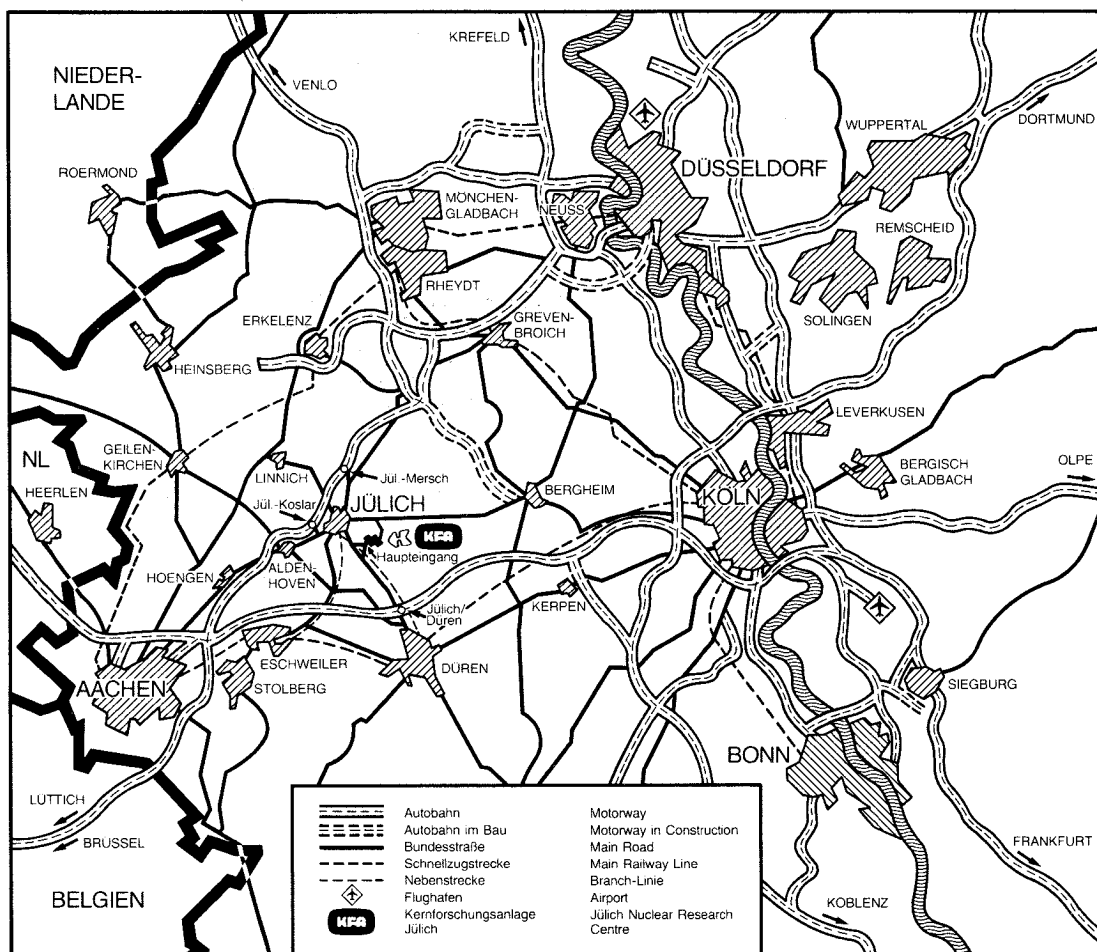 KREFELD
NIEDER-
LANDE
VENLO
DORTMUND
WUPPERTAL
ROERMOND
DÜSSELDORF
MÖNCHEN-
GLADBACH
NEUSS
REMSCHEID
RHEYDT
ERKELENZ
GREVEN-
BROICH
SOLINGEN
HEINSBERG
LEVERKUSEN
GEILEN-
KIRCHEN
NL
LINNICH
Jül.-Mersch
BERGISCH
GLADBACH
OLPE
HEERLEN
Jül.-Koslar
JÜLICH
BERGHEIM
KÖLN
KFA
Haupteingang
HOENGEN
ALDEN-
HOVEN
KERPEN
Jülich/
Düren
ESCHWEILER
DÜREN
AACHEN
STOLBERG
SIEGBURG
BONN
LÜTTICH
BRÜSSEL
FRANKFURT
BELGIEN
KOBLENZ
Autobahn Motorway
Autobahn im Bau Motorway in Construction
Bundesstraße Main Road
Schnellzugstrecke Main Railway Line
Nebenstrecke Branch-Linie
Flughafen Airport
KFA Kernforschungsanlage Jülich Nuclear Research
Jülich Centre